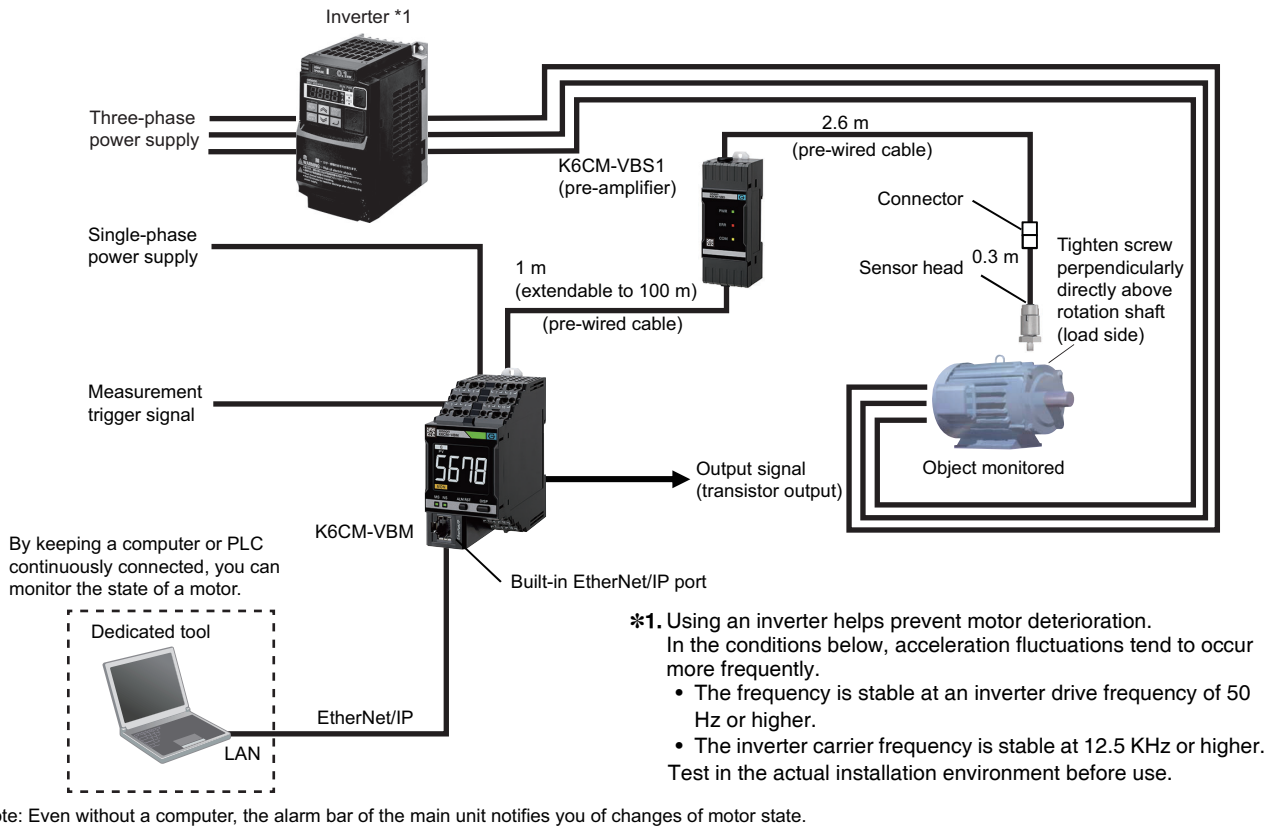 Inverter *1
Three-phase
power supply
2.6 m
(pre-wired cable)
K6CM-VBS1
(pre-amplifier)
Connector
Single-phase
power supply
Sensor head
0.3 m
Tighten screw
perpendicularly
directly above
rotation shaft
(load side)
1 m
(extendable to 100 m)
(pre-wired cable)
Measurement
trigger signal
5678
Output signal
(transistor output)
Object monitored
K6CM-VBM
Built-in EtherNet/IP port
By keeping a computer or PLC
continuously connected, you can
monitor the state of a motor.
Dedicated tool
EtherNet/IP
LAN
*1. Using an inverter helps prevent motor deterioration.
In the conditions below, acceleration fluctuations tend to occur
more frequently.
• The frequency is stable at an inverter drive frequency of 50
Hz or higher.
• The inverter carrier frequency is stable at 12.5 KHz or higher.
Test in the actual installation environment before use.
ote: Even without a computer, the alarm bar of the main unit notifies you of changes of motor state.